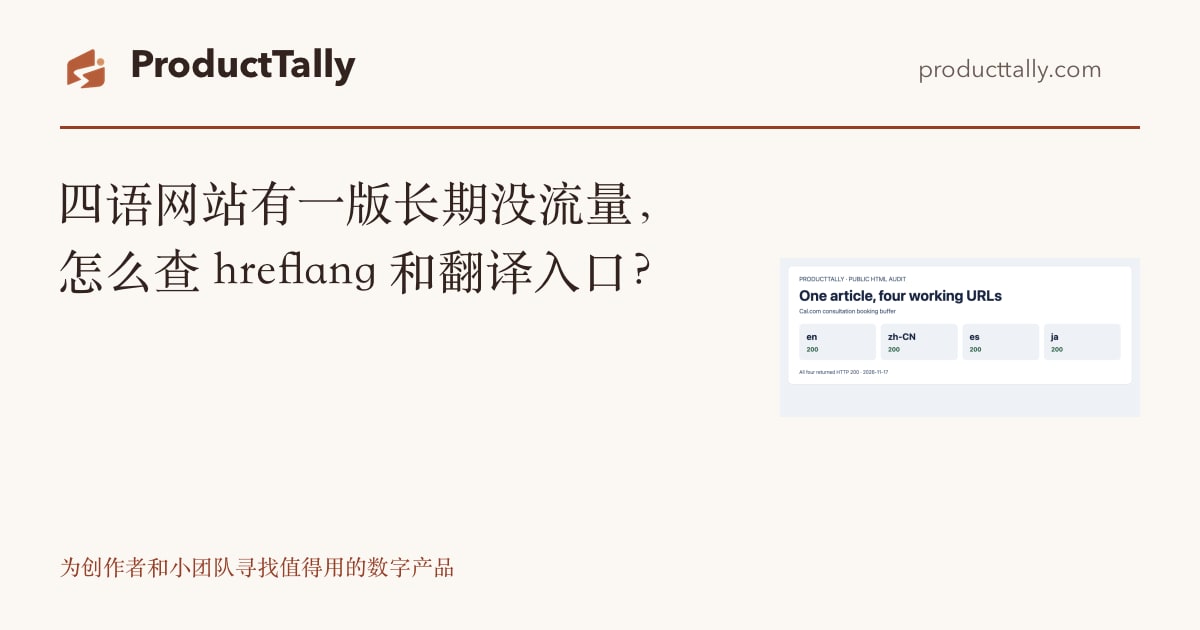 ProductTally
producttally.com
四语网站有一版长期没流量，
怎么查 hreflang 和翻译入口？
PRODUCTTALLY · PUBLIC HTML AUDIT
One article, four working URLs
Cal.com consultation booking buffer
en
200
zh-CN
200
es
200
ja
200
All four returned HTTP 200 · 2026-11-17
为创作者和小团队寻找值得用的数字产品